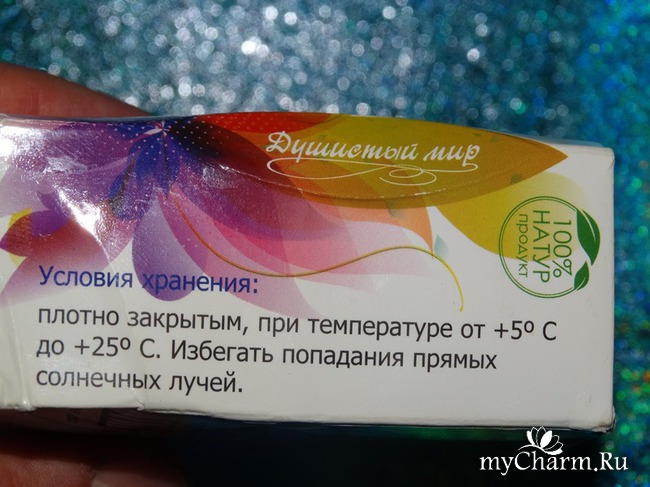 Душистый мир
100%
НАТУР
продукт
Условия хранения:
плотно закрытым, при температуре от +5º С
до +25º С. Избегать попадания прямых
солнечных лучей.
myCharm.Ru